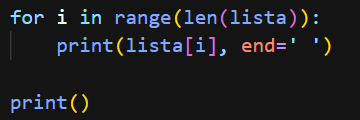 for i in range(len(lista)):
    print(lista[i], end=' ')

print()